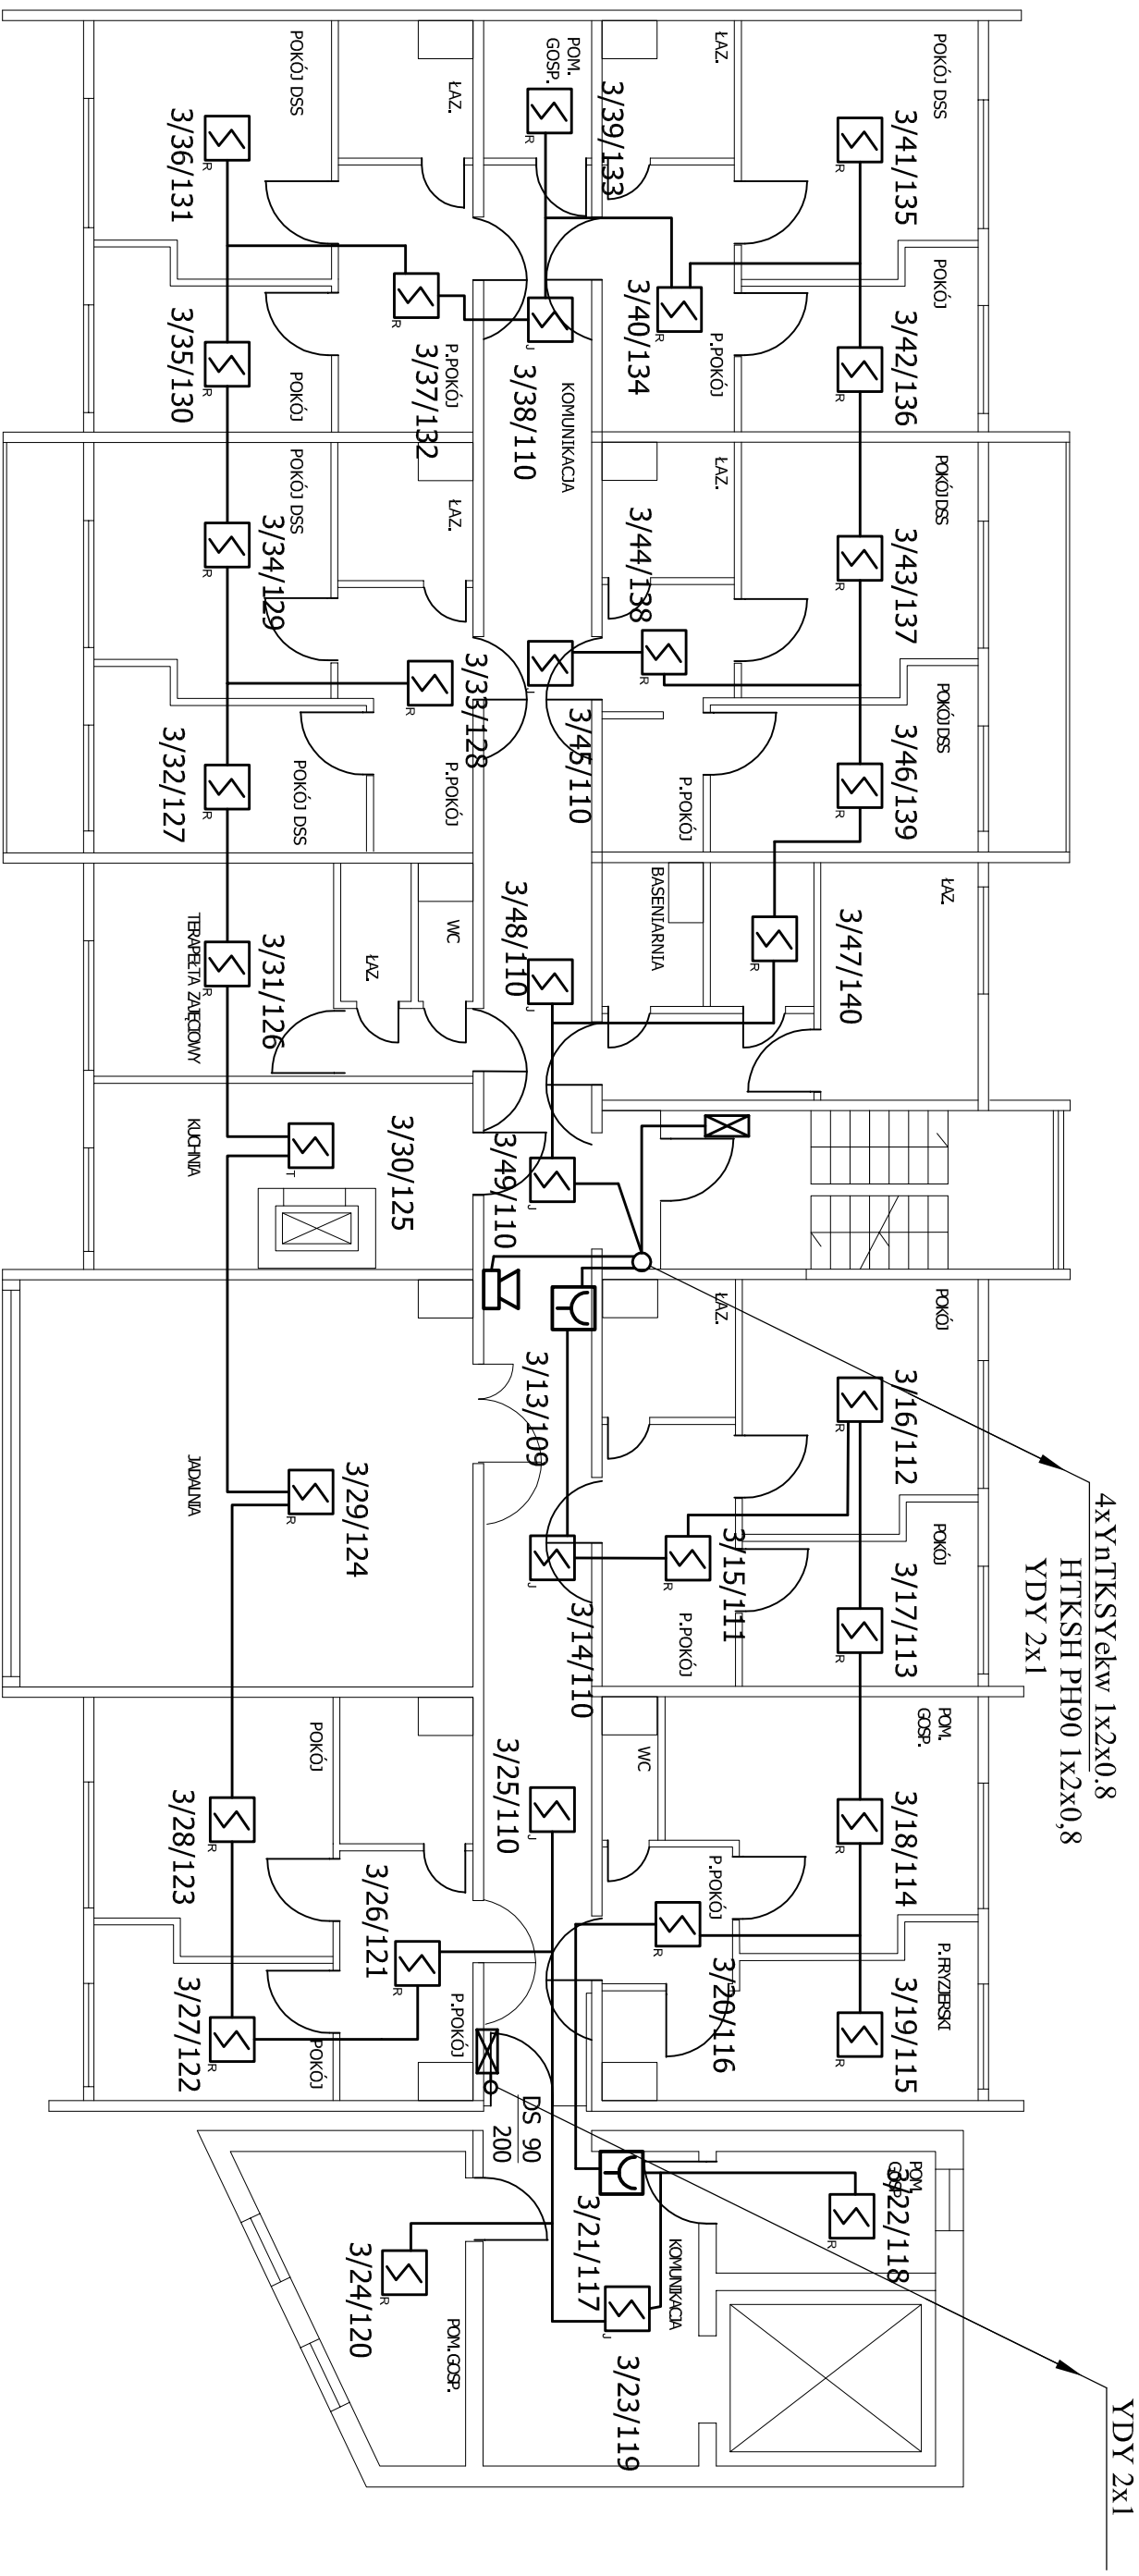 4xYnTKSYekw 1x2x0.8
HTKSH PH90 1x2x0,8
YDY 2x1
YDY 2x1
POKÓJ DSS
3/41/135
R
POKÓJ
3/42/136
R
POKÓJ DSS
3/43/137
R
POKÓJ DSS
3/46/139
R
ŁAZ.
3/47/140
R
POKÓJ
3/16/112
R
POKÓJ
3/17/113
R
POM.
GOSP.
3/18/114
R
P.FRYZJERSKI
3/19/115
R
POM.
GOSP.
3/22/118
R
ŁAZ.
3/40/134
R
P.POKÓJ
ŁAZ.
3/44/138
R
P.POKÓJ
BASENIARNIA
ŁAZ.
3/15/111
R
P.POKÓJ
WC
P.POKÓJ
3/20/116
R
KOMUNIKACJA
3/21/117
3/23/119
J
POM.
GOSP.
3/39/133
R
3/38/110
J
KOMUNIKACJA
3/45/110
J
3/48/110
J
3/49/110
J
3/13/109
3/14/110
J
3/25/110
J
DS 90
200
ŁAZ.
3/37/132
R
P.POKÓJ
ŁAZ.
3/33/128
R
P.POKÓJ
WC
ŁAZ.
3/26/121
R
P.POKÓJ
POM.GOSP.
3/24/120
R
POKÓJ DSS
3/36/131
R
POKÓJ
3/35/130
R
POKÓJ DSS
3/34/129
R
POKÓJ DSS
3/32/127
R
3/31/126
R
TERAPEŁTA ZAJĘCIOWY
3/30/125
T
KUCHNIA
3/29/124
R
JADALNIA
POKÓJ
3/28/123
R
POKÓJ
3/27/122
R